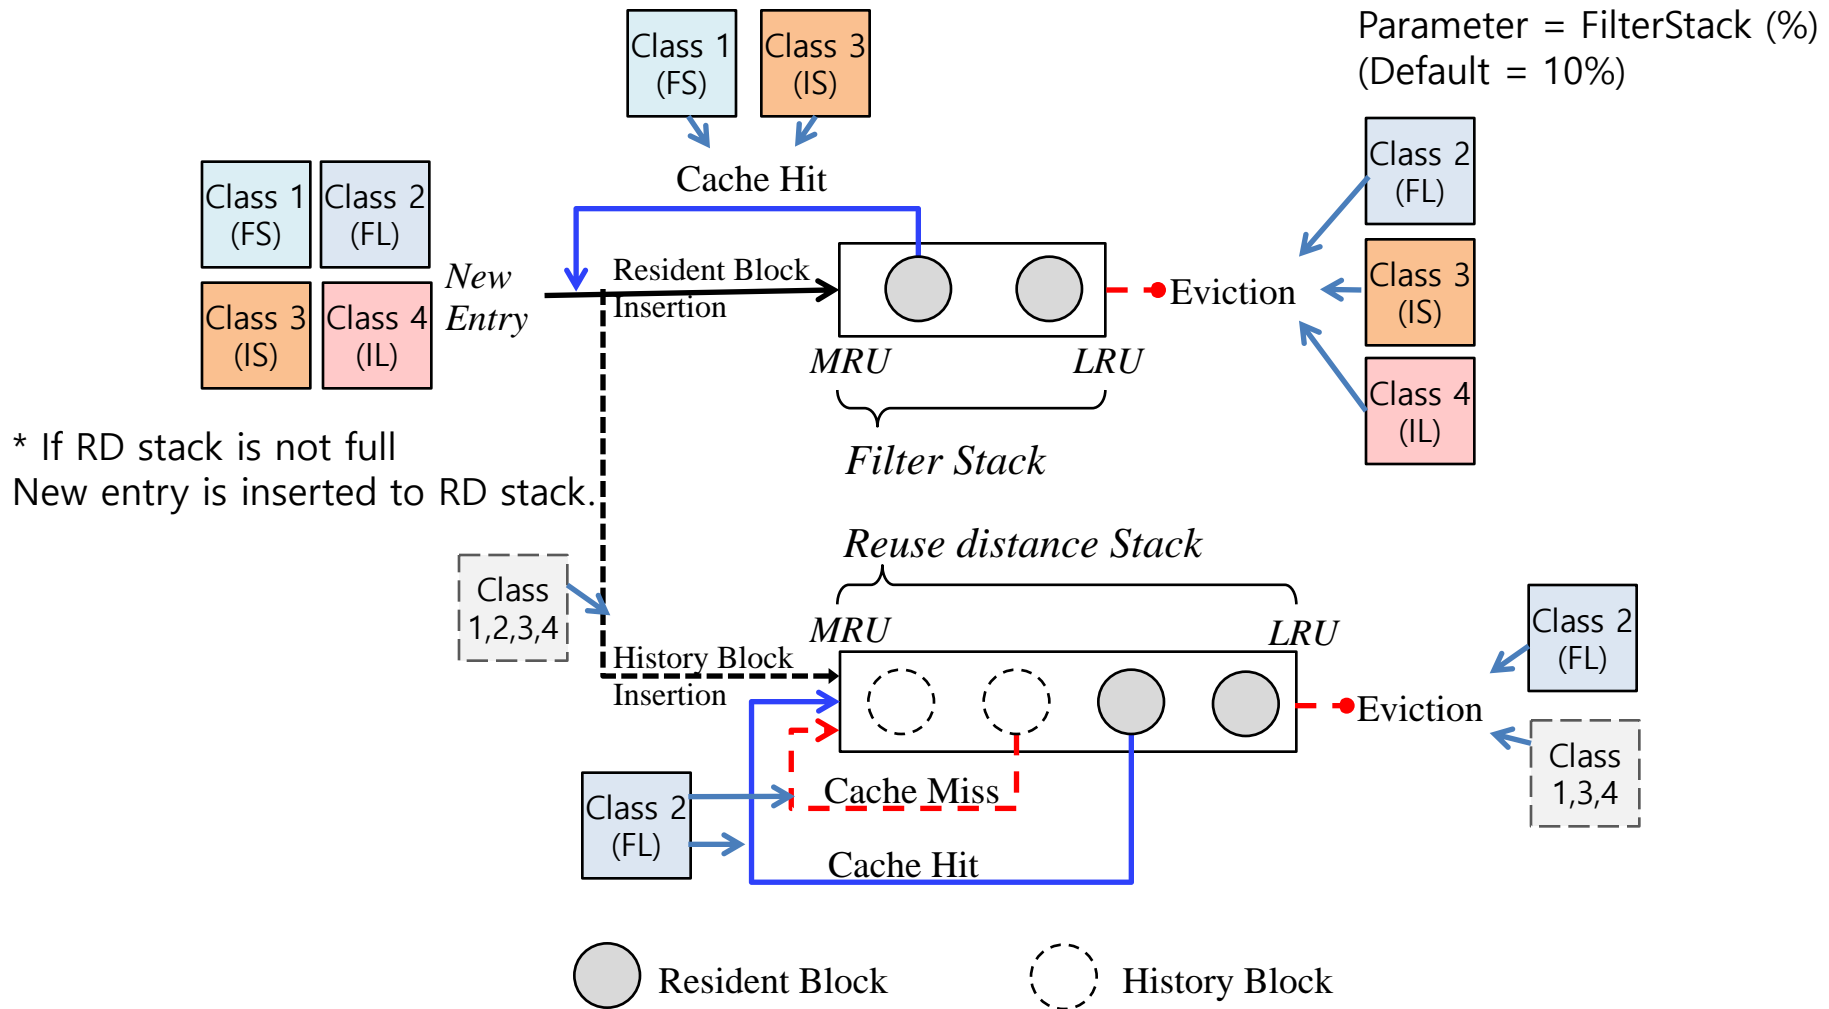 Parameter = FilterStack (%)
(Default = 10%)
Class 1
(FS)
Class 3
(IS)
Cache Hit
Class 1
(FS)
Class 2
(FL)
Class 3
(IS)
Class 4
(IL)
New
Entry
Resident Block
Insertion
MRU
LRU
Filter Stack
Eviction
Class 2
(FL)
Class 3
(IS)
Class 4
(IL)
* If RD stack is not full
New entry is inserted to RD stack.
Reuse distance Stack
Class
1,2,3,4
MRU
LRU
History Block
Insertion
Eviction
Class 2
(FL)
Class
1,3,4
Class 2
(FL)
Cache Miss
Cache Hit
Resident Block
History Block